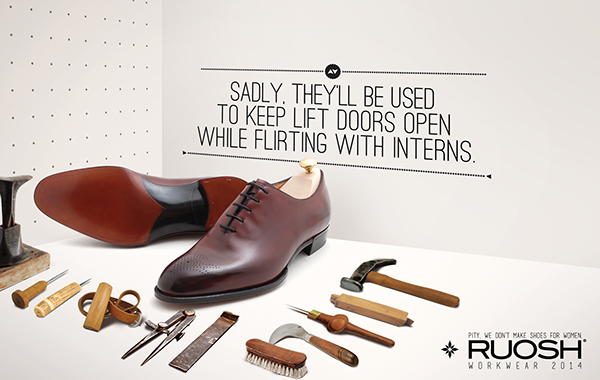 AY
SADLY, THEY'LL BE USED
TO KEEP LIFT DOORS OPEN
WHILE FLIRTING WITH INTERNS.
PITY, WE DON'T MAKE SHOES FOR WOMEN.
RUOSH®
WORKWEAR 2014